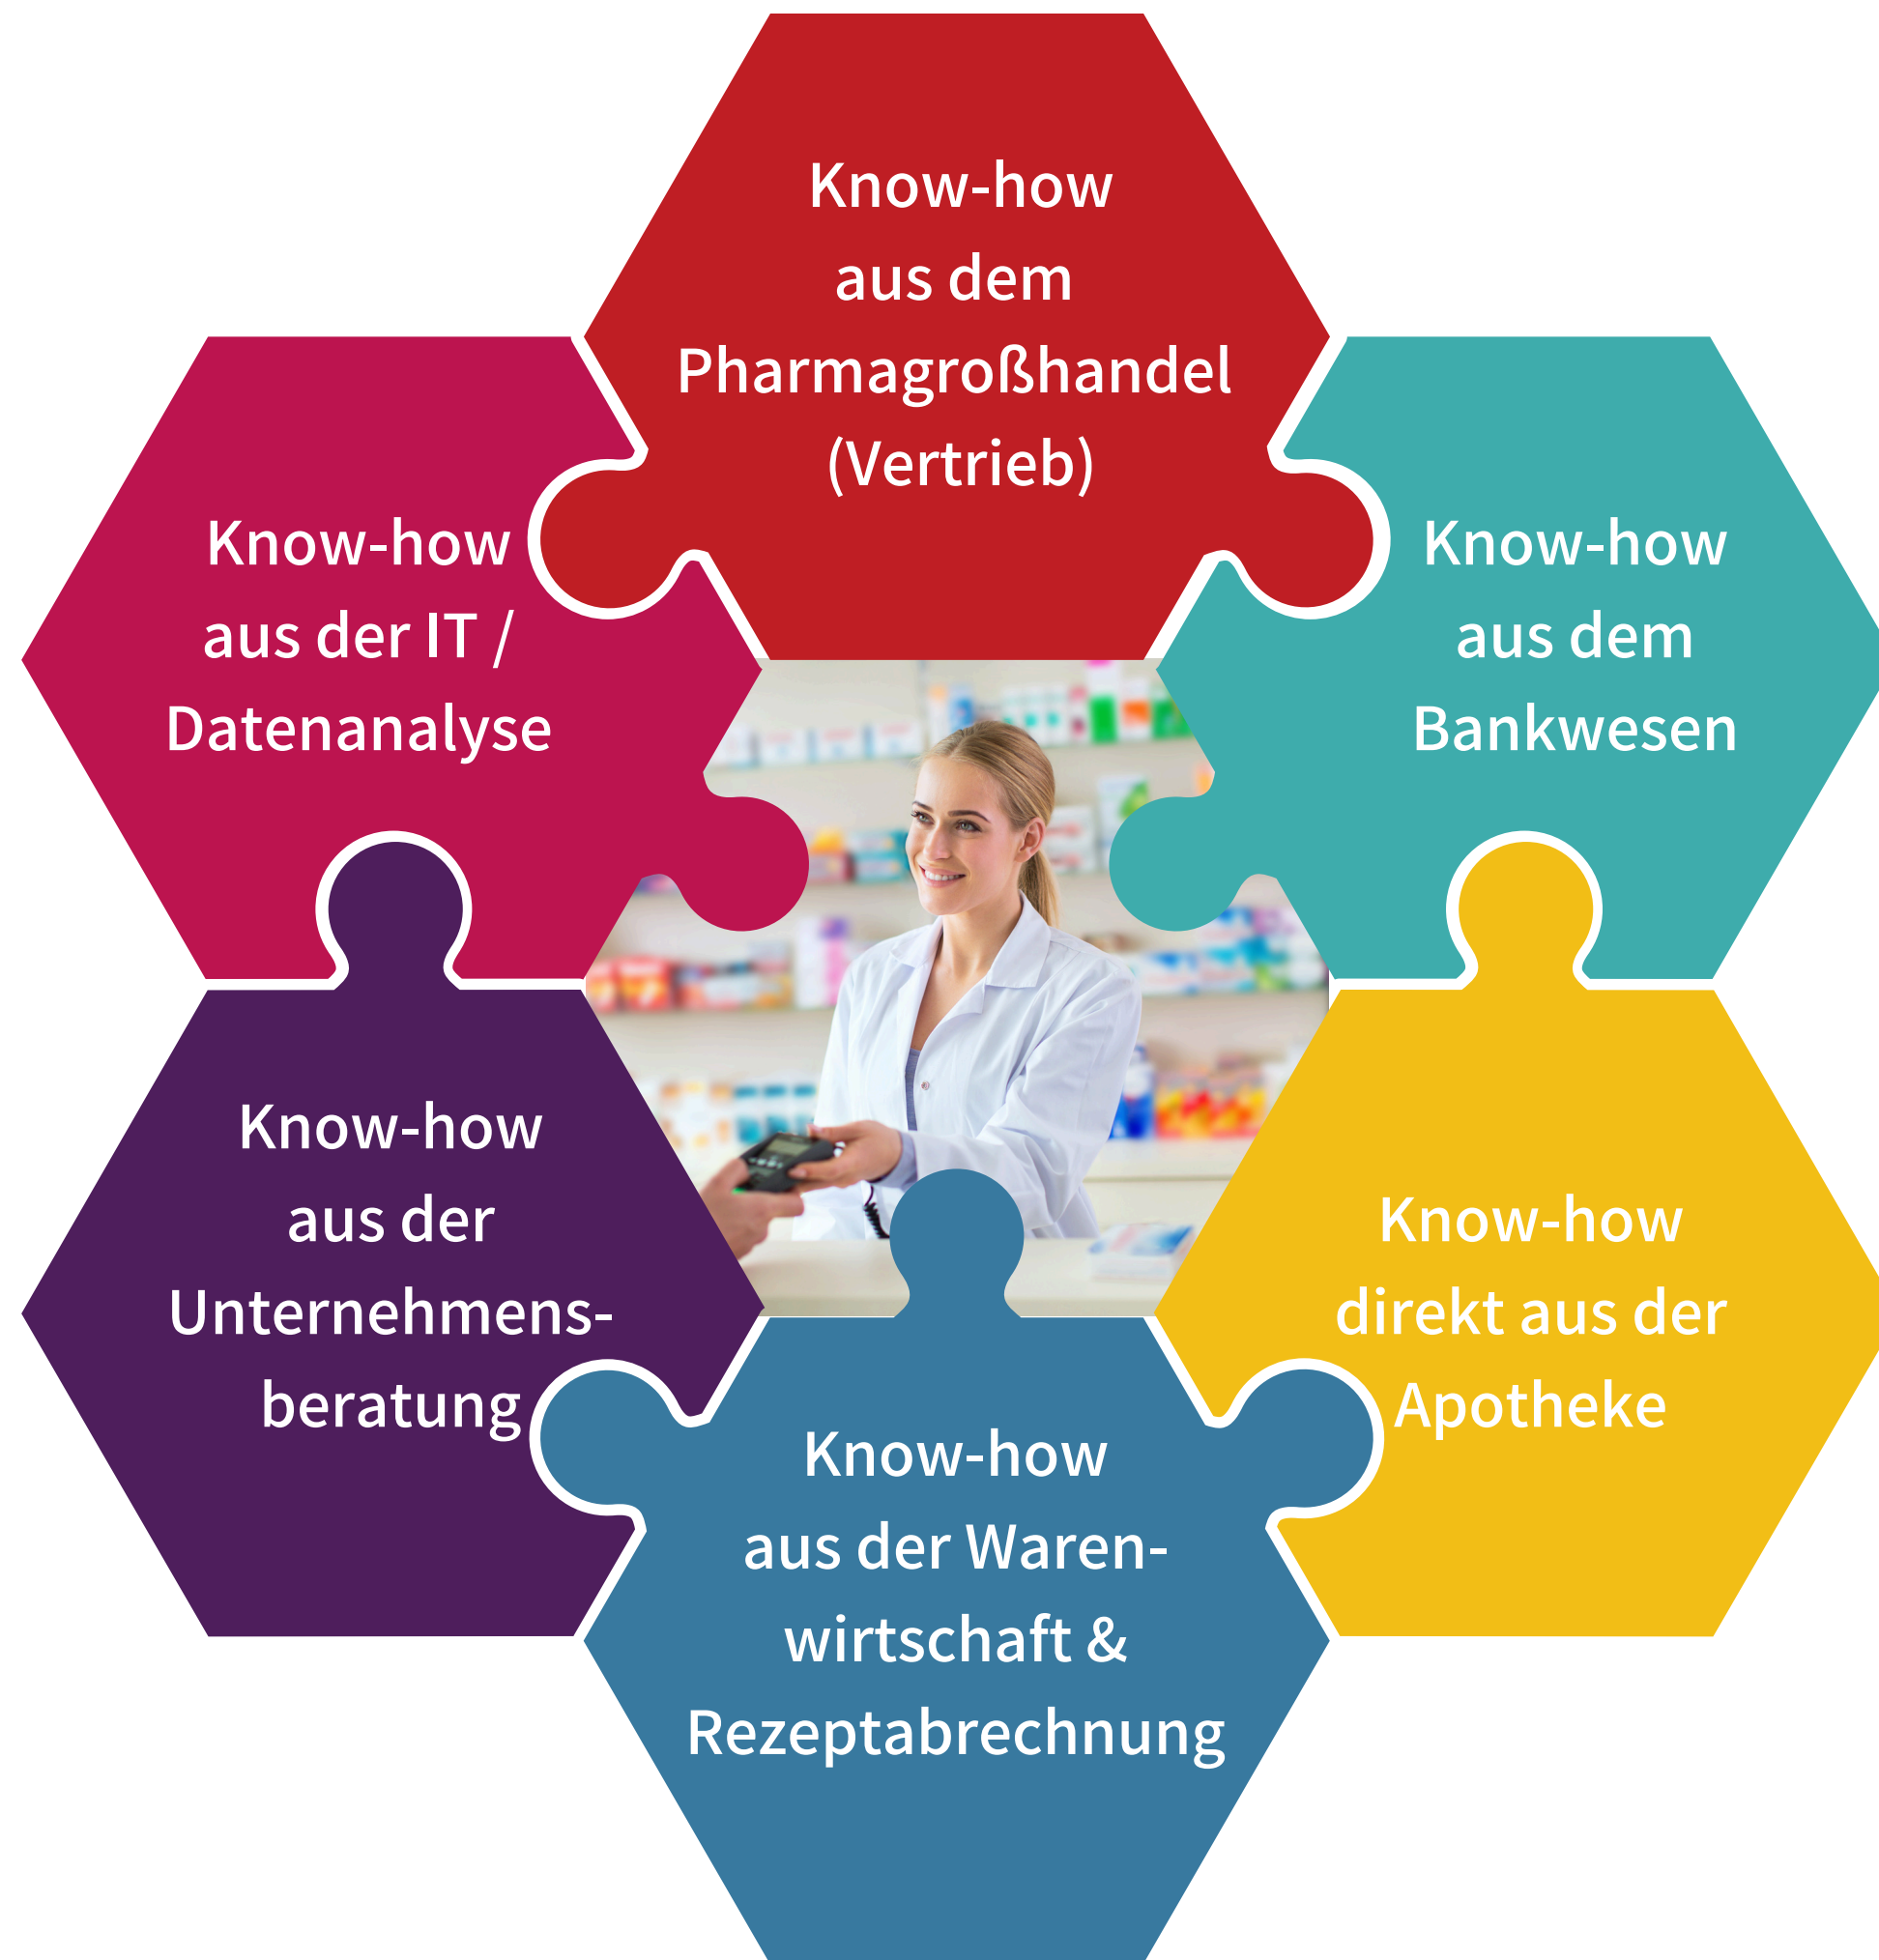 Know-how
aus dem
Pharmagroßhandel
(Vertrieb)
Know-how
aus der IT /
Datenanalyse
Know-how
aus dem
Bankwesen
Know-how
aus der
Unternehmens-
beratung
Know-how
direkt aus der
Apotheke
Know-how
aus der Waren-
wirtschaft &
Rezeptabrechnung